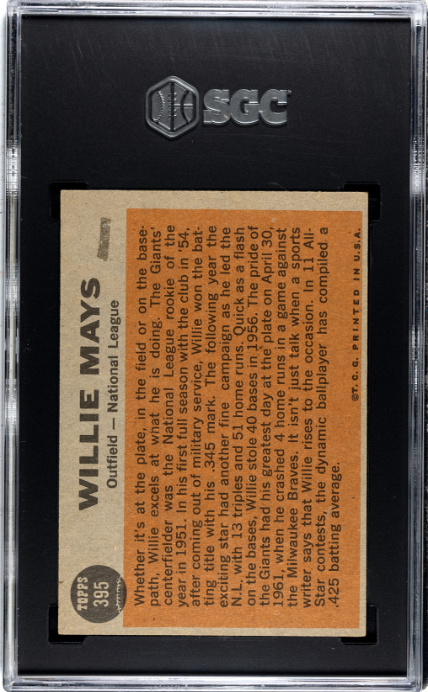 SGC
TOPPS
395
WILLIE MAYS
Outfield — National League
Whether it's at the plate, in the field or on the base-
path, Willie excels at what he is doing. The Giants'
centerfielder was the National League rookie of the
year in 1951. In his first full season with the club in '54,
after coming out of military service, Willie won the bat-
ting title with his .345 mark. The following year the
exciting star had another fine campaign as he led the
N.L. with 13 triples and 51 home runs. Quick as a flash
on the bases, Willie stole 40 bases in 1956. The pride of
the Giants had his greatest day at the plate on April 30,
1961, when he crashed 4 home runs in a game against
the Milwaukee Braves. It isn't just talk when a sports
writer says that Willie rises to the occasion. In 11 All-
Star contests, the dynamic ballplayer has compiled a
.425 batting average.
©T.C.G. PRINTED IN U.S.A.